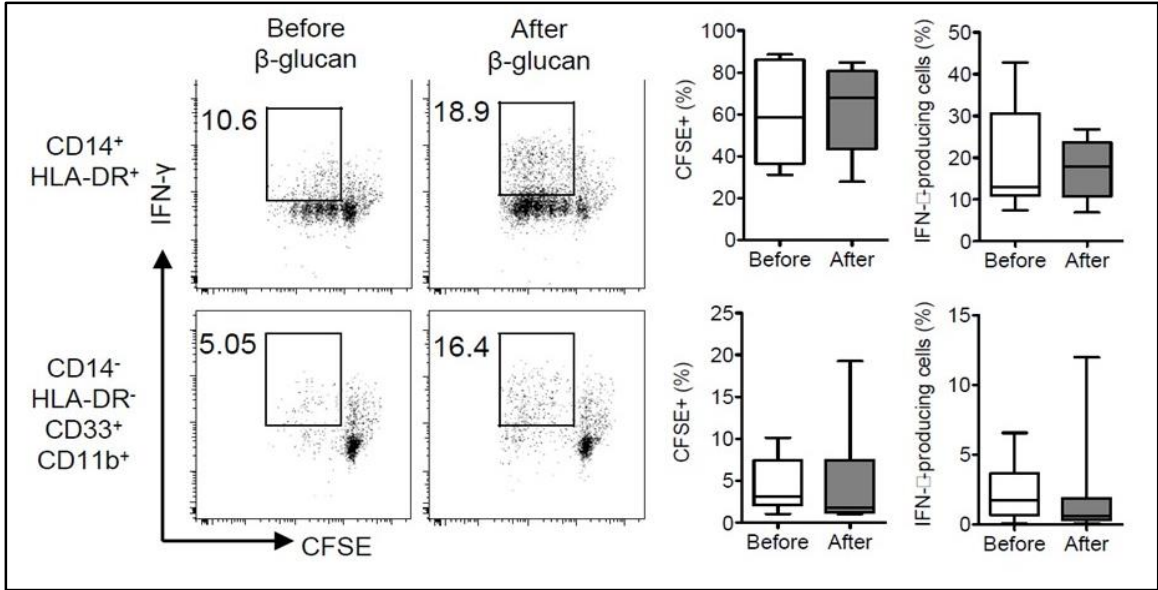 Before
β-glucan
After
β-glucan
CD14+
HLA-DR+
10.6
18.9
IFN-γ
CFSE+ (%)
100
80
60
40
20
0
Before After
IFN-□-producing cells (%)
50
40
30
20
10
0
Before After
CD14-
HLA-DR-
CD33+
CD11b+
5.05
16.4
CFSE
CFSE+ (%)
25
20
15
10
5
0
Before After
IFN-□-producing cells (%)
15
10
5
0
Before After